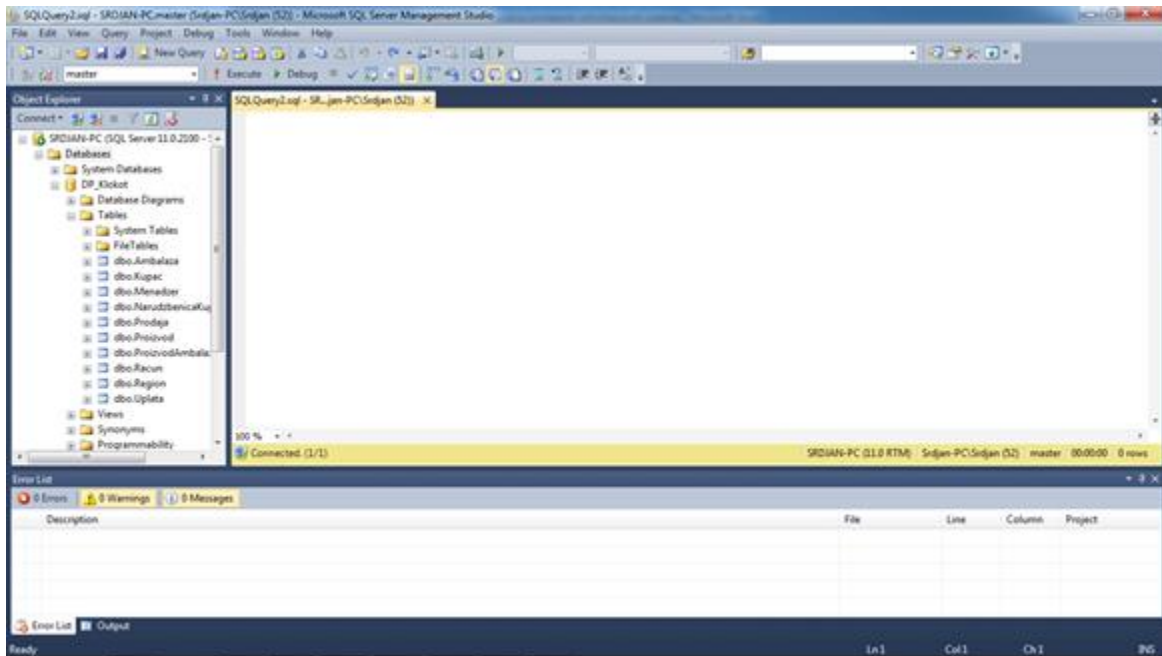 SQLQuery2.sql - SRDJAN-PC.master (Srdjan-PC\Srdjan (52)) - Microsoft SQL Server Management Studio
File Edit View Query Project Debug Tools Window Help
New Query
master Execute Debug
Object Explorer
SQLQuery2.sql - SR...jan-PC\Srdjan (52))
Connect
SRDJAN-PC (SQL Server 11.0.2100 -
Databases
System Databases
DP_Klokot
Database Diagrams
Tables
System Tables
FileTables
dbo.Ambalaza
dbo.Kupac
dbo.Menadzer
dbo.NarudzbenicaKup
dbo.Prodaja
dbo.Proizvod
dbo.ProizvodAmbala
dbo.Racun
dbo.Region
dbo.Uplata
Views
Synonyms
Programmability
100 %
Connected. (1/1) SRDJAN-PC (11.0 RTM) Srdjan-PC\Srdjan (52) master 00:00:00 0 rows
Error List
0 Errors 0 Warnings 0 Messages
Description File Line Column Project
Error List Output
Ready Ln 1 Col 1 Ch 1 INS